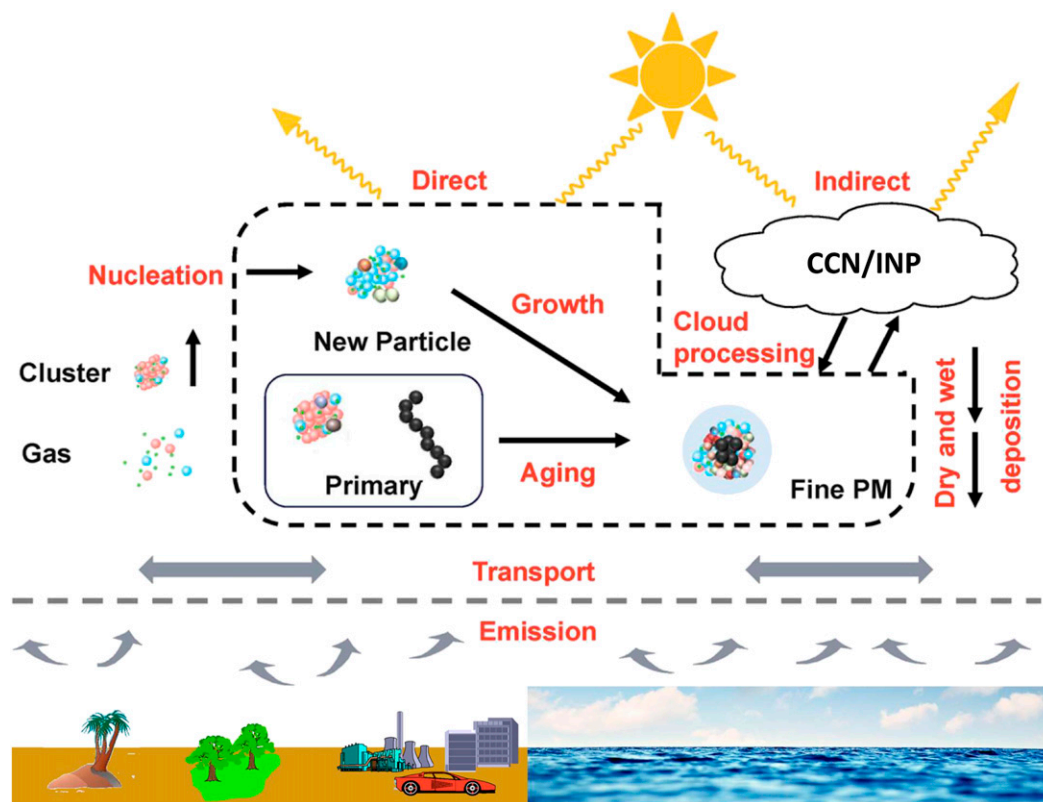 Direct
Indirect
CCN/INP
Nucleation
Growth
Cloud
processing
New Particle
Cluster
Gas
Primary
Aging
Fine PM
Dry and wet
deposition
Transport
Emission